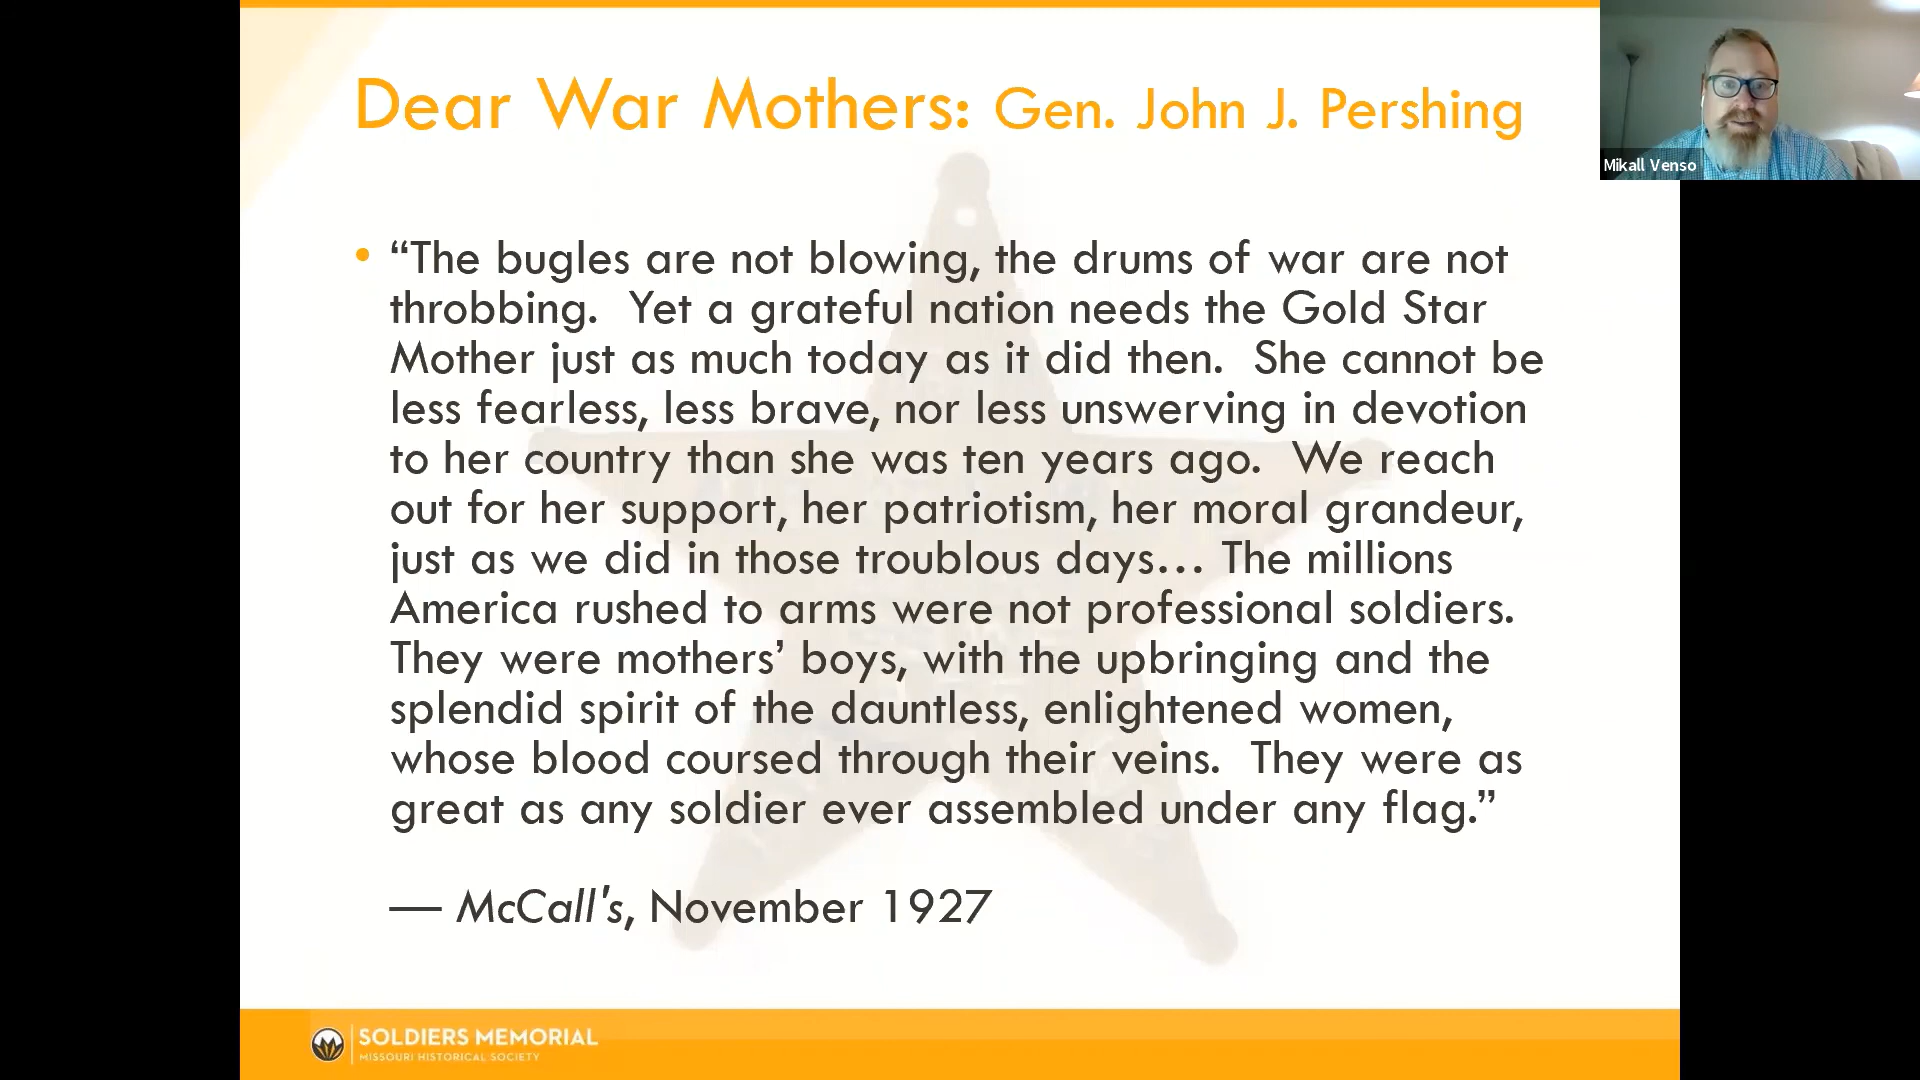 Dear War Mothers: Gen. John J. Pershing
Mikall Venso
• “The bugles are not blowing, the drums of war are not
throbbing.  Yet a grateful nation needs the Gold Star
Mother just as much today as it did then.  She cannot be
less fearless, less brave, nor less unswerving in devotion
to her country than she was ten years ago.  We reach
out for her support, her patriotism, her moral grandeur,
just as we did in those troublous days… The millions
America rushed to arms were not professional soldiers.
They were mothers’ boys, with the upbringing and the
splendid spirit of the dauntless, enlightened women,
whose blood coursed through their veins.  They were as
great as any soldier ever assembled under any flag.”
— McCall's, November 1927
SOLDIERS MEMORIAL
MISSOURI HISTORICAL SOCIETY